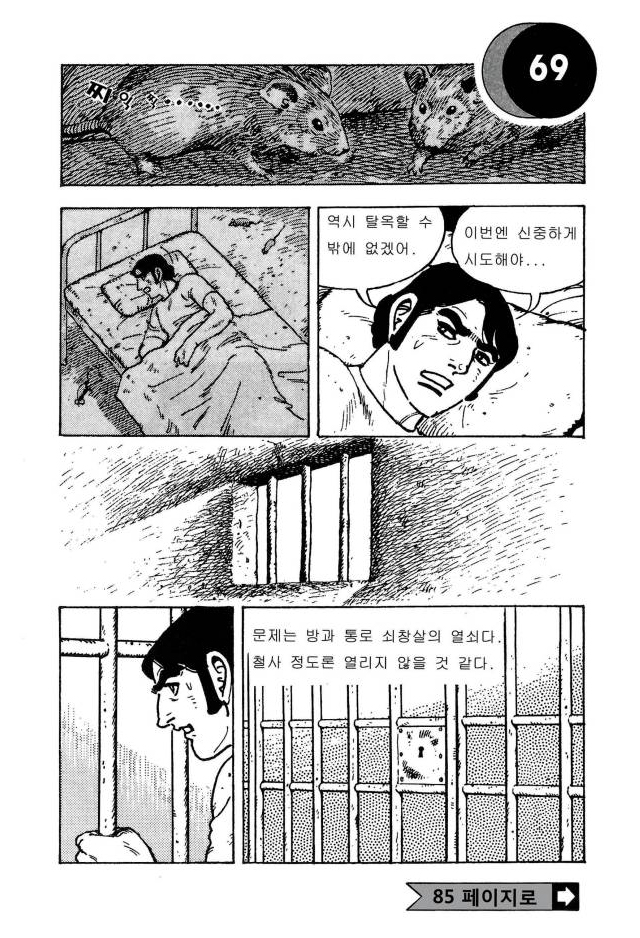 69
찌익 찍......
역시 탈옥할 수
밖에 없겠어.
이번엔 신중하게
시도해야...
문제는 방과 통로 쇠창살의 열쇠다.
철사 정도론 열리지 않을 것 같다.
85 페이지로